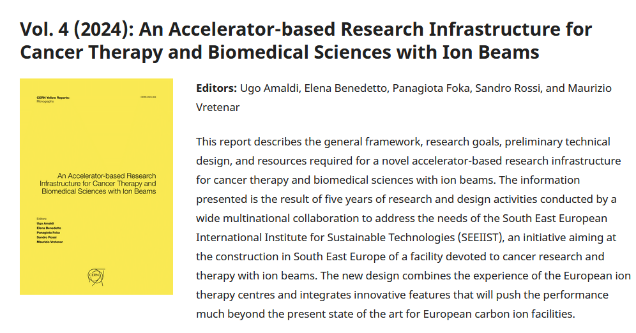 Vol. 4 (2024): An Accelerator-based Research Infrastructure for
Cancer Therapy and Biomedical Sciences with Ion Beams
CERN Yellow Reports:
Monographs
An Accelerator-based Research
Infrastructure for Cancer Therapy and
Biomedical Sciences with Ion Beams
Editors:
Ugo Amaldi
Elena Benedetto
Panagiota Foka
Sandro Rossi
Maurizio Vretenar
Editors: Ugo Amaldi, Elena Benedetto, Panagiota Foka, Sandro Rossi, and Maurizio
Vretenar
This report describes the general framework, research goals, preliminary technical
design, and resources required for a novel accelerator-based research infrastructure
for cancer therapy and biomedical sciences with ion beams. The information
presented is the result of five years of research and design activities conducted by a
wide multinational collaboration to address the needs of the South East European
International Institute for Sustainable Technologies (SEEIIST), an initiative aiming at
the construction in South East Europe of a facility devoted to cancer research and
therapy with ion beams. The new design combines the experience of the European ion
therapy centres and integrates innovative features that will push the performance
much beyond the present state of the art for European carbon ion facilities.